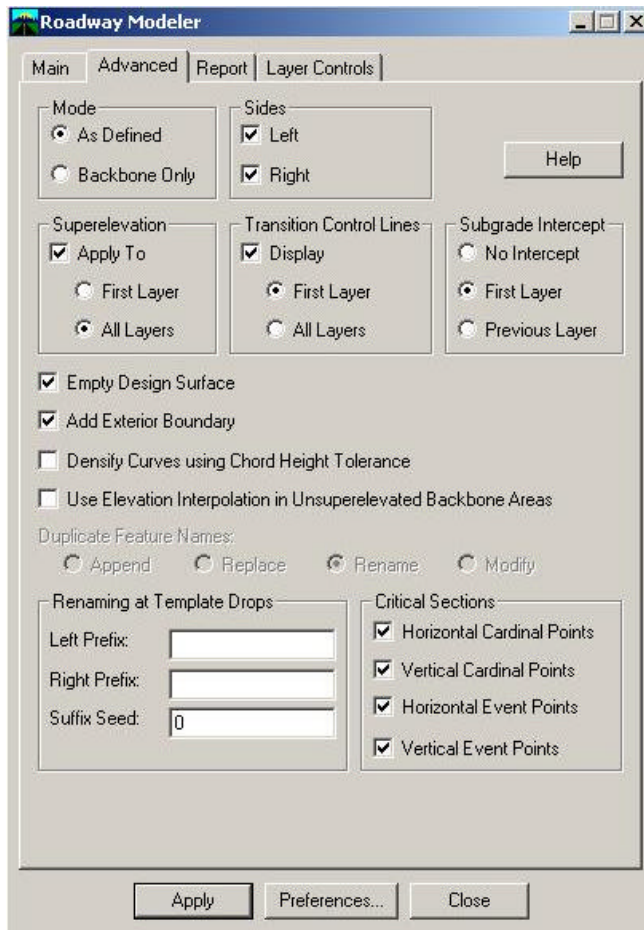 Roadway Modeler
Main Advanced Report Layer Controls
Mode
As Defined
Backbone Only
Sides
Left
Right
Help
Superelevation
Apply To
First Layer
All Layers
Transition Control Lines
Display
First Layer
All Layers
Subgrade Intercept
No Intercept
First Layer
Previous Layer
Empty Design Surface
Add Exterior Boundary
Densify Curves using Chord Height Tolerance
Use Elevation Interpolation in Unsuperelevated Backbone Areas
Duplicate Feature Names:
Append Replace Rename Modify
Renaming at Template Drops
Left Prefix:
Right Prefix:
Suffix Seed: 0
Critical Sections
Horizontal Cardinal Points
Vertical Cardinal Points
Horizontal Event Points
Vertical Event Points
Apply Preferences... Close